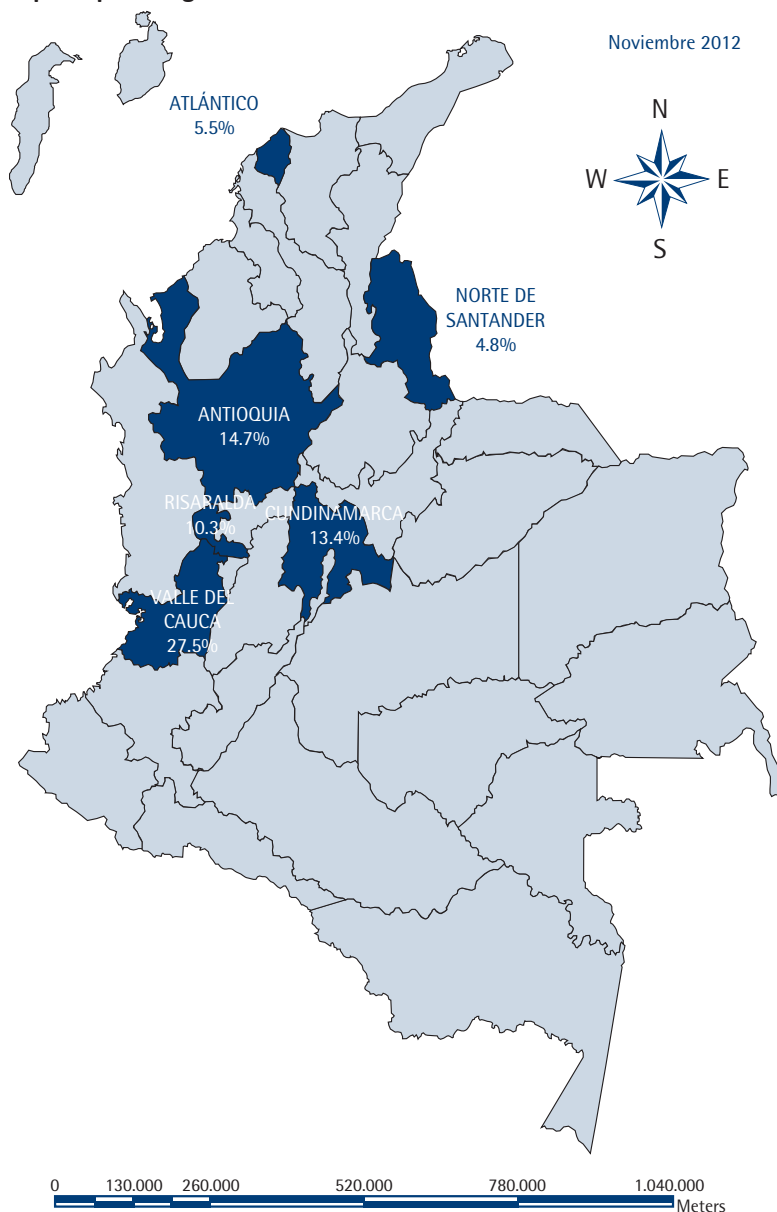 Noviembre 2012
ATLÁNTICO
5.5%
N
W E
S
NORTE DE
SANTANDER
4.8%
ANTIOQUIA
14.7%
RISARALDA
10.3%
CUNDINAMARCA
13.4%
VALLE DEL
CAUCA
27.5%
0 130.000 260.000 520.000 780.000 1.040.000
Meters